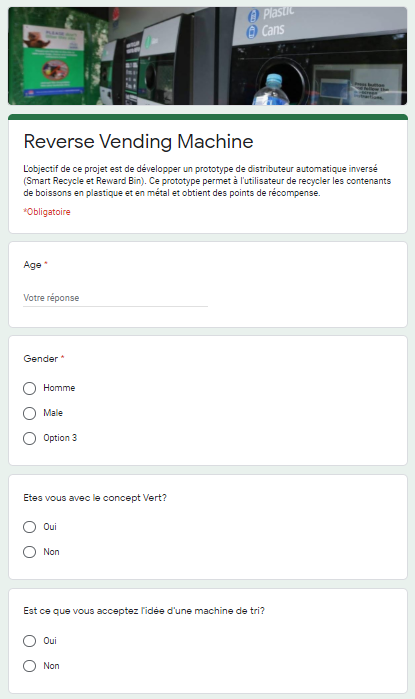 Plastic
Cans
Reverse Vending Machine
L'objectif de ce projet est de développer un prototype de distributeur automatique inversé
(Smart Recycle et Reward Bin). Ce prototype permet à l'utilisateur de recycler les contenants
de boissons en plastique et en métal et obtient des points de récompense.
*Obligatoire
Age *
Votre réponse
Gender *
Homme
Male
Option 3
Etes vous avec le concept Vert?
Oui
Non
Est ce que vous acceptez l'idée d'une machine de tri?
Oui
Non